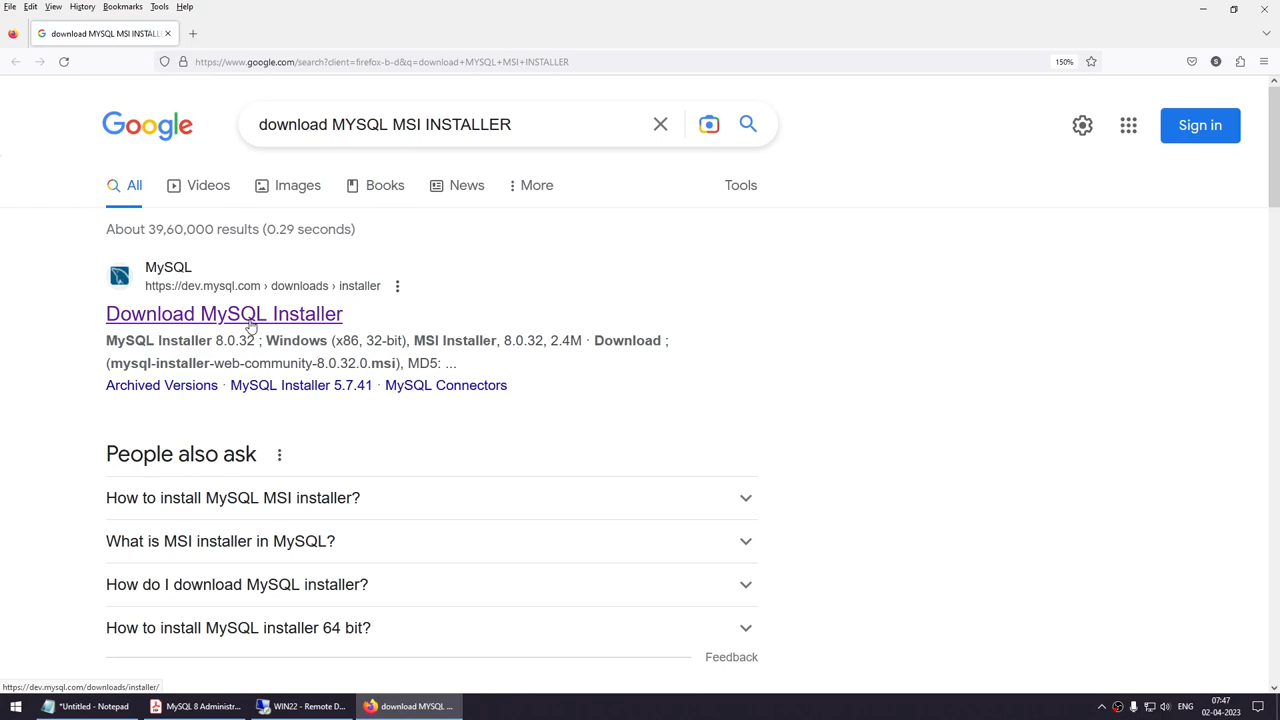 File Edit View History Bookmarks Tools Help
download MYSQL MSI INSTALL
https://www.google.com/search?client=firefox-b-d&q=download+MYSQL+MSI+INSTALLER
150%
Google
download MYSQL MSI INSTALLER
Sign in
All
Videos
Images
Books
News
More
Tools
About 39,60,000 results (0.29 seconds)
MySQL
https://dev.mysql.com › downloads › installer
Download MySQL Installer
MySQL Installer 8.0.32 ; Windows (x86, 32-bit), MSI Installer, 8.0.32, 2.4M · Download ;
(mysql-installer-web-community-8.0.32.0.msi), MD5: ...
Archived Versions · MySQL Installer 5.7.41 · MySQL Connectors
People also ask
How to install MySQL MSI installer?
What is MSI installer in MySQL?
How do I download MySQL installer?
How to install MySQL installer 64 bit?
Feedback
https://dev.mysql.com/downloads/installer/
*Untitled - Notepad
MySQL 8 Administr...
WIN22 - Remote D...
download MYSQL ...
ENG
07:47
02-04-2023